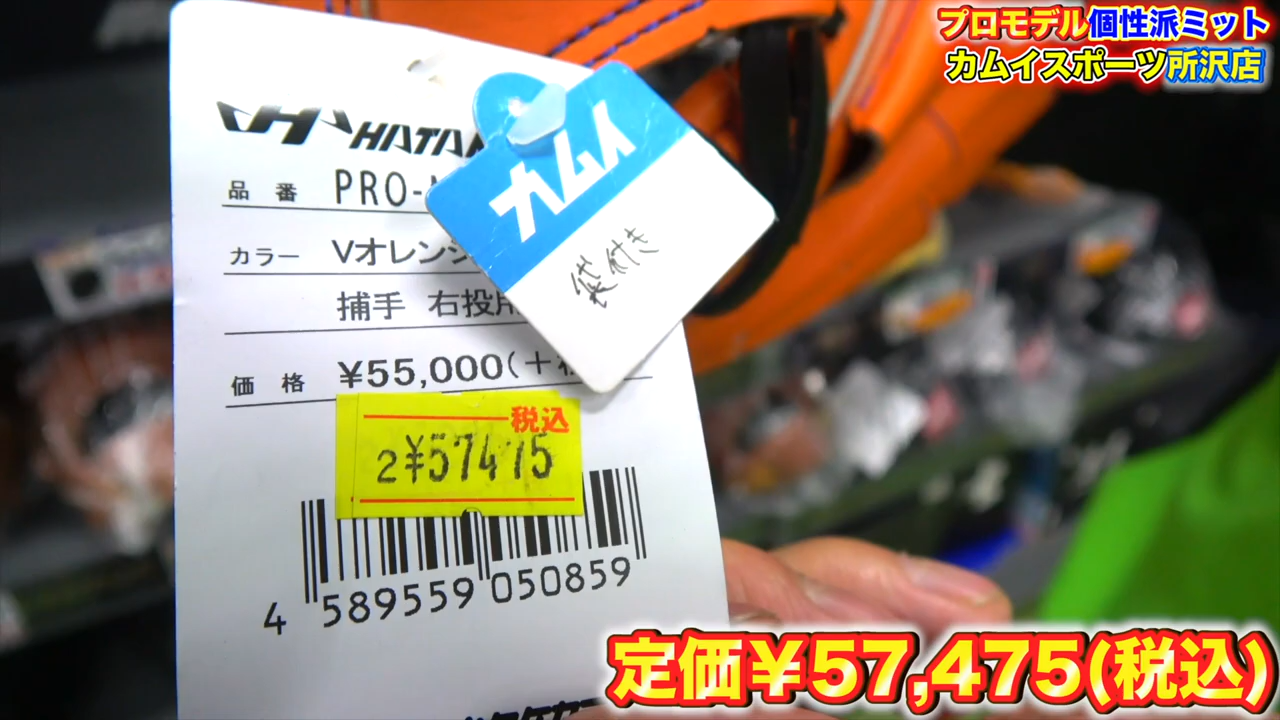 プロモデル個性派ミット
カムイスポーツ所沢店
HATA
カムイ
袋付き
品番 PRO-
カラー Vオレンジ
捕手 右投用
価格 ¥55,000(+
税込
2¥57475
4 589559 050859
定価¥57,475(税込)